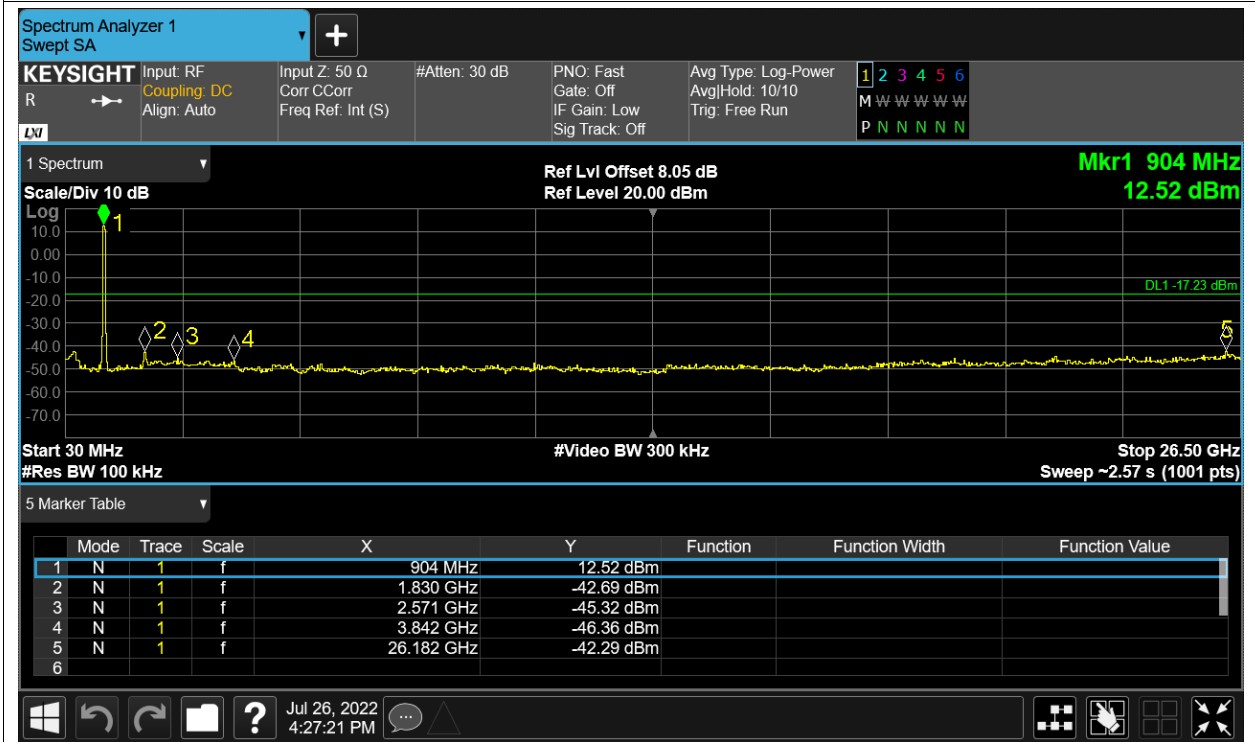 Spectrum Analyzer 1
Swept SA
KEYSIGHT Input: RF Input Z: 50 Ω #Atten: 30 dB PNO: Fast Avg Type: Log-Power 1 2 3 4 5 6
R Coupling: DC Corr CCorr Gate: Off Avg|Hold: 10/10 M W W W W W
Align: Auto Freq Ref: Int (S) IF Gain: Low Trig: Free Run
LXI Sig Track: Off P N N N N N
1 Spectrum Ref Lvl Offset 8.05 dB Mkr1 904 MHz
Scale/Div 10 dB Ref Level 20.00 dBm 12.52 dBm
Log
1
10.0
0.00
-10.0
DL1 -17.23 dBm
-20.0
-30.0
2 3 4 5
-40.0
-50.0
-60.0
-70.0
Start 30 MHz #Video BW 300 kHz Stop 26.50 GHz
#Res BW 100 kHz Sweep ~2.57 s (1001 pts)
5 Marker Table
Mode Trace Scale X Y Function Function Width Function Value
1 N 1 f 904 MHz 12.52 dBm
2 N 1 f 1.830 GHz -42.69 dBm
3 N 1 f 2.571 GHz -45.32 dBm
4 N 1 f 3.842 GHz -46.36 dBm
5 N 1 f 26.182 GHz -42.29 dBm
6
? Jul 26, 2022
4:27:21 PM